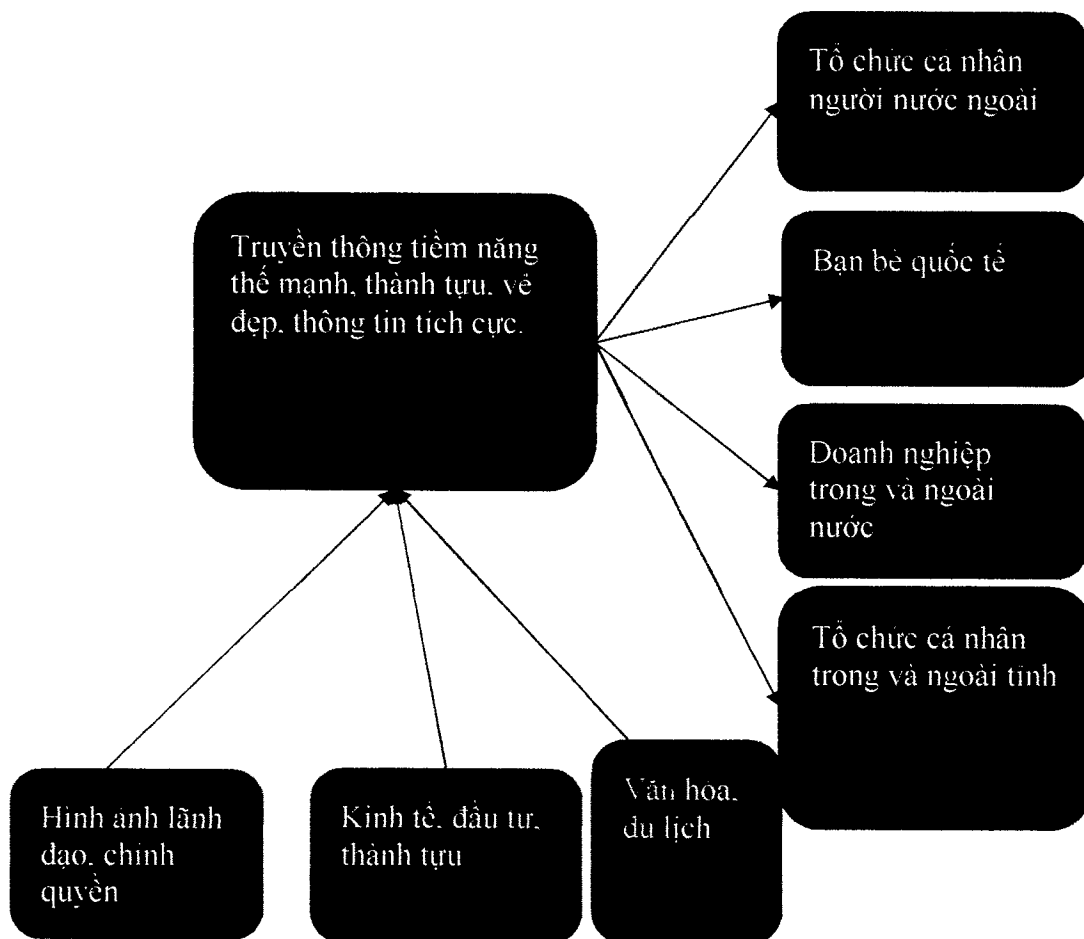 Tổ chức cá nhân
người nước ngoài
Truyền thông tiềm năng
thế mạnh, thành tựu, vẻ
đẹp, thông tin tích cực.
Bạn bè quốc tế
Doanh nghiệp
trong và ngoài
nước
Tổ chức cá nhân
trong và ngoài tỉnh
Hình ảnh lãnh
đạo, chính
quyền
Kinh tế, đầu tư,
thành tựu
Văn hóa,
du lịch